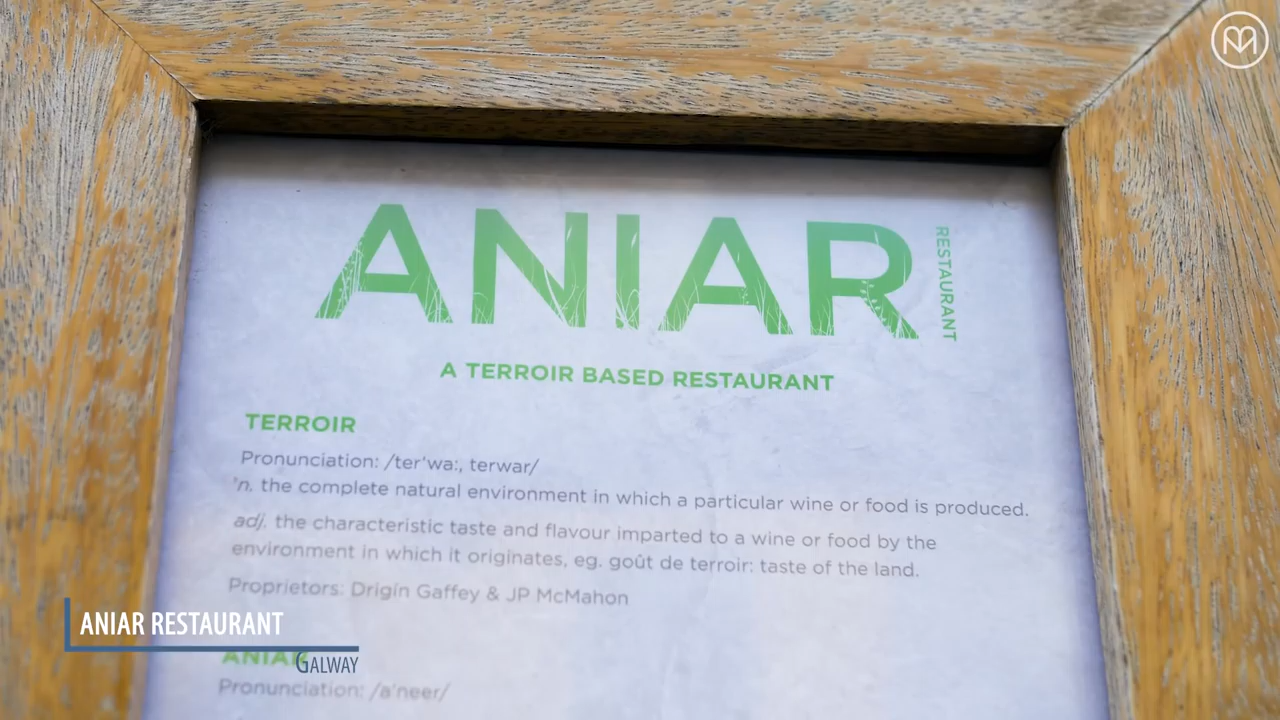 ANIAR
RESTAURANT
A TERROIR BASED RESTAURANT
TERROIR
Pronunciation: /ter'wa:, terwar/
'n. the complete natural environment in which a particular wine or food is produced.
adj. the characteristic taste and flavour imparted to a wine or food by the
environment in which it originates, eg. goût de terroir: taste of the land.
Proprietors: Drigin Gaffey & JP McMahon
ANIAR RESTAURANT
GALWAY
ANIAR
Pronunciation: /a'neer/